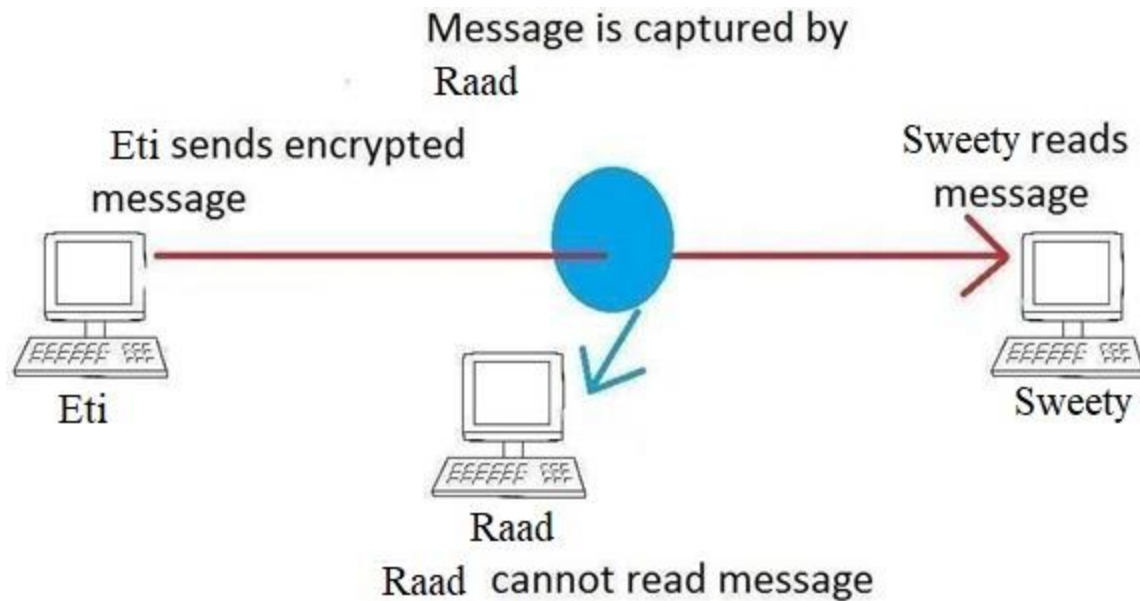 Message is captured by
Raad
Eti sends encrypted
message
Sweety reads
message
Eti
Sweety
Raad
Raad cannot read message